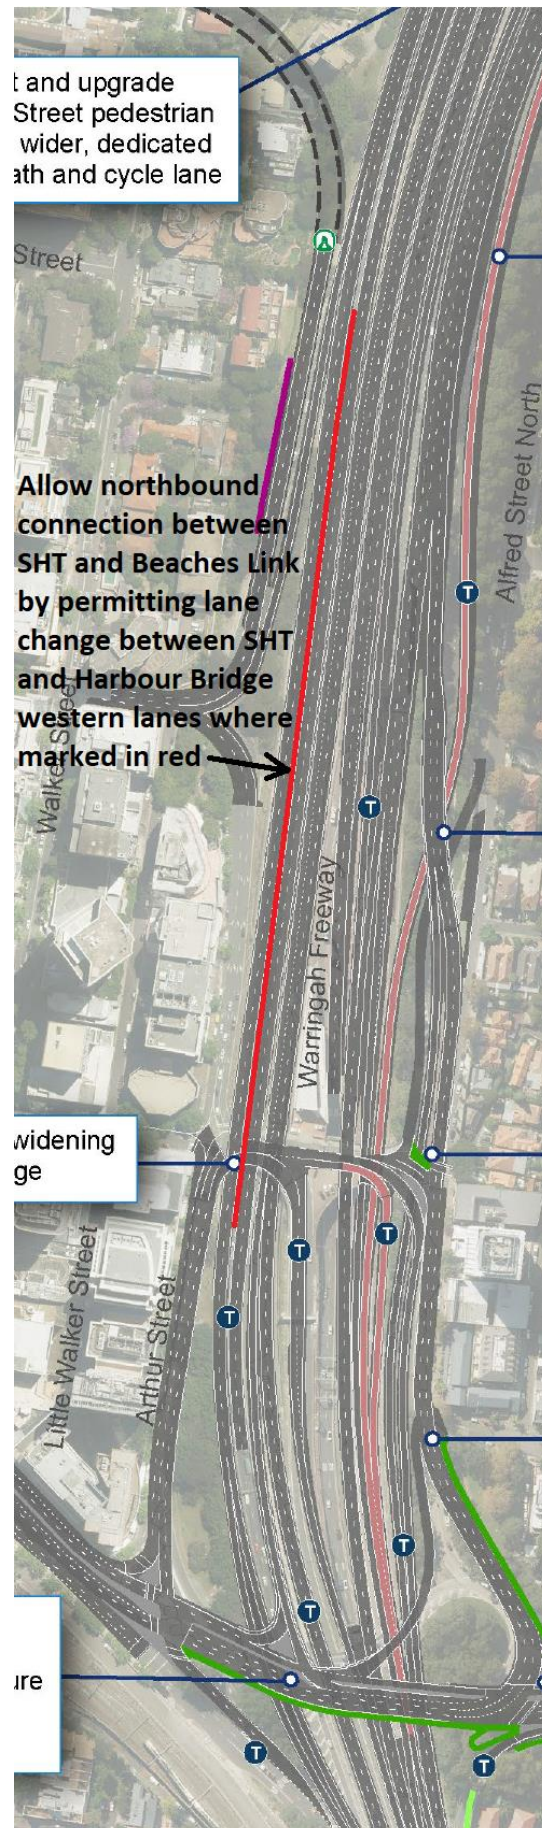 t and upgrade
Street pedestrian
wider, dedicated
ath and cycle lane
Street
Alfred Street North
T
Allow northbound
connection between
SHT and Beaches Link
by permitting lane
change between SHT
and Harbour Bridge
western lanes where
marked in red
Walker Street
T
Warringah Freeway
widening
ge
T
T
T
Little Walker Street
Arthur Street
T
T
ure
T
T